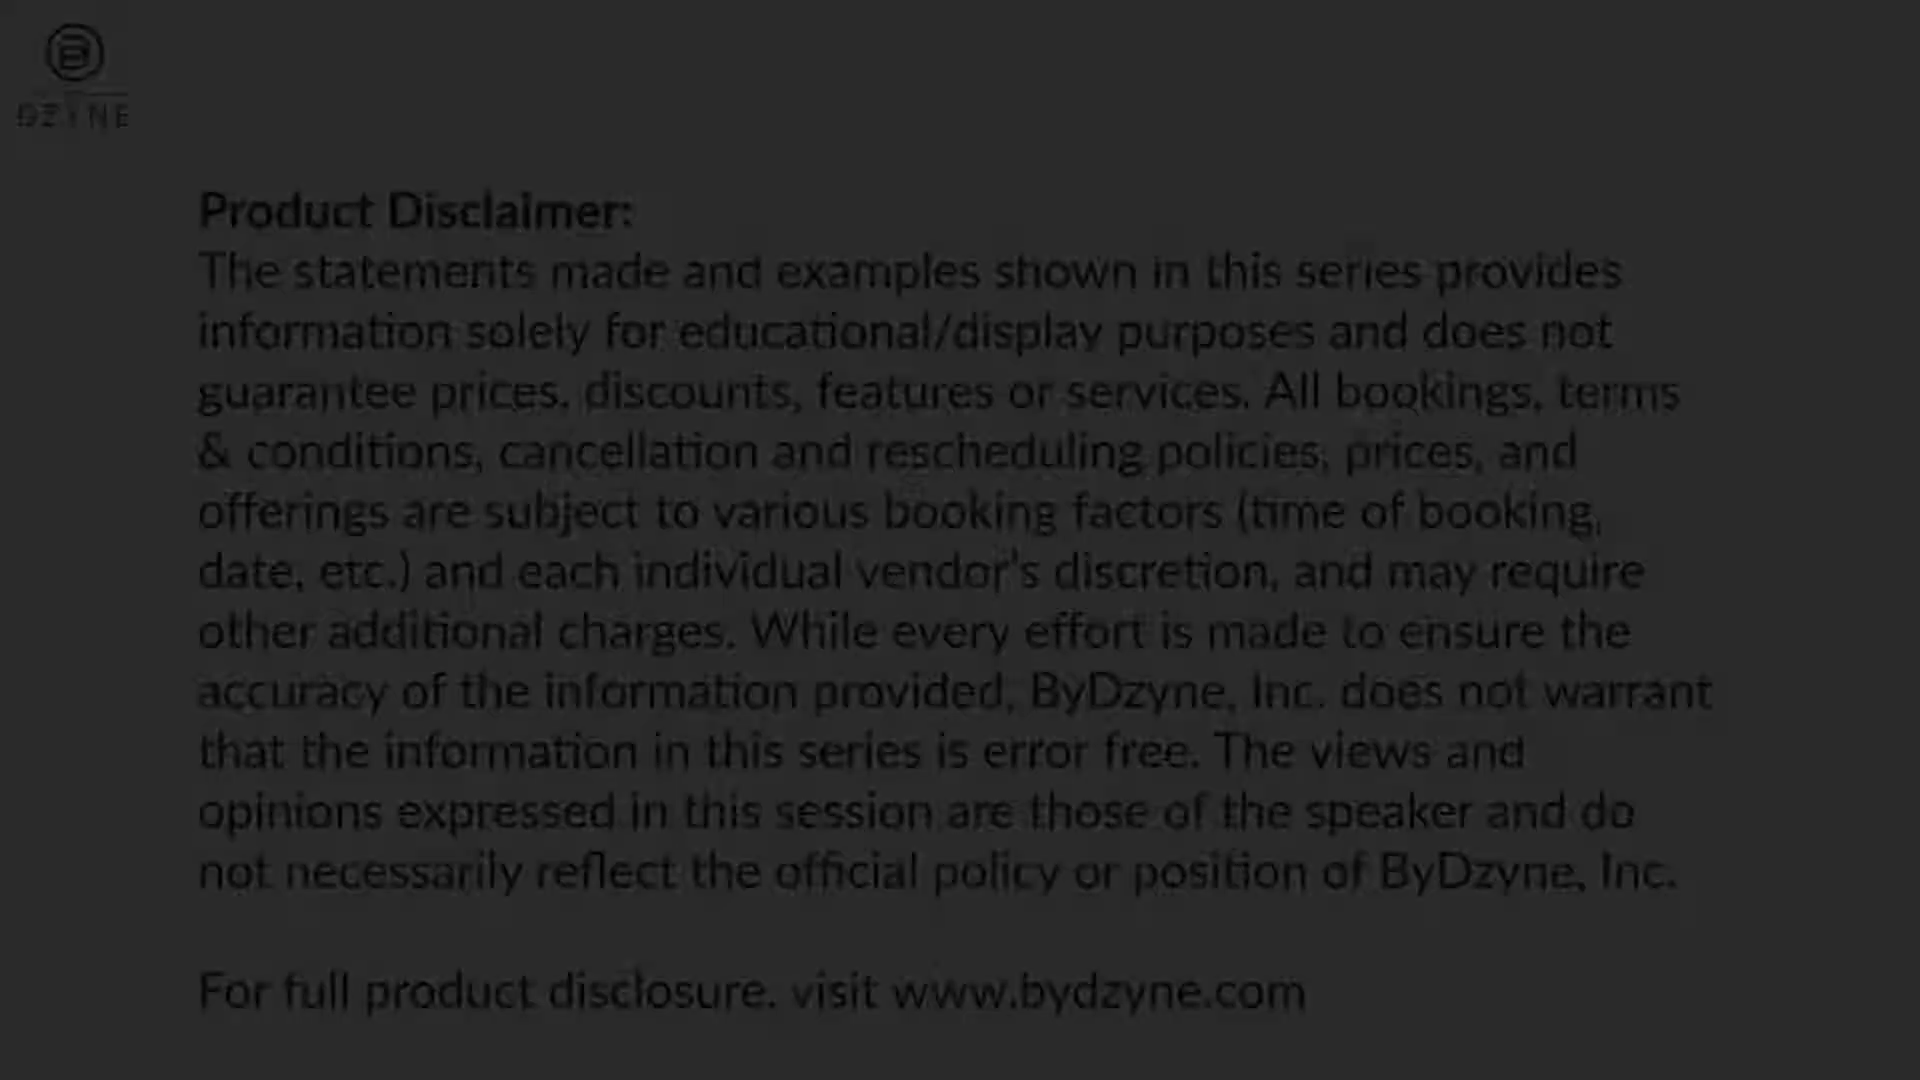 B
DZYNE
Product Disclaimer:
The statements made and examples shown in this series provides
information solely for educational/display purposes and does not
guarantee prices, discounts, features or services. All bookings, terms
& conditions, cancellation and rescheduling policies, prices, and
offerings are subject to various booking factors (time of booking,
date, etc.) and each individual vendor's discretion, and may require
other additional charges. While every effort is made to ensure the
accuracy of the information provided, ByDzyne, Inc. does not warrant
that the information in this series is error free. The views and
opinions expressed in this session are those of the speaker and do
not necessarily reflect the official policy or position of ByDzyne, Inc.
For full product disclosure, visit www.bydzyne.com